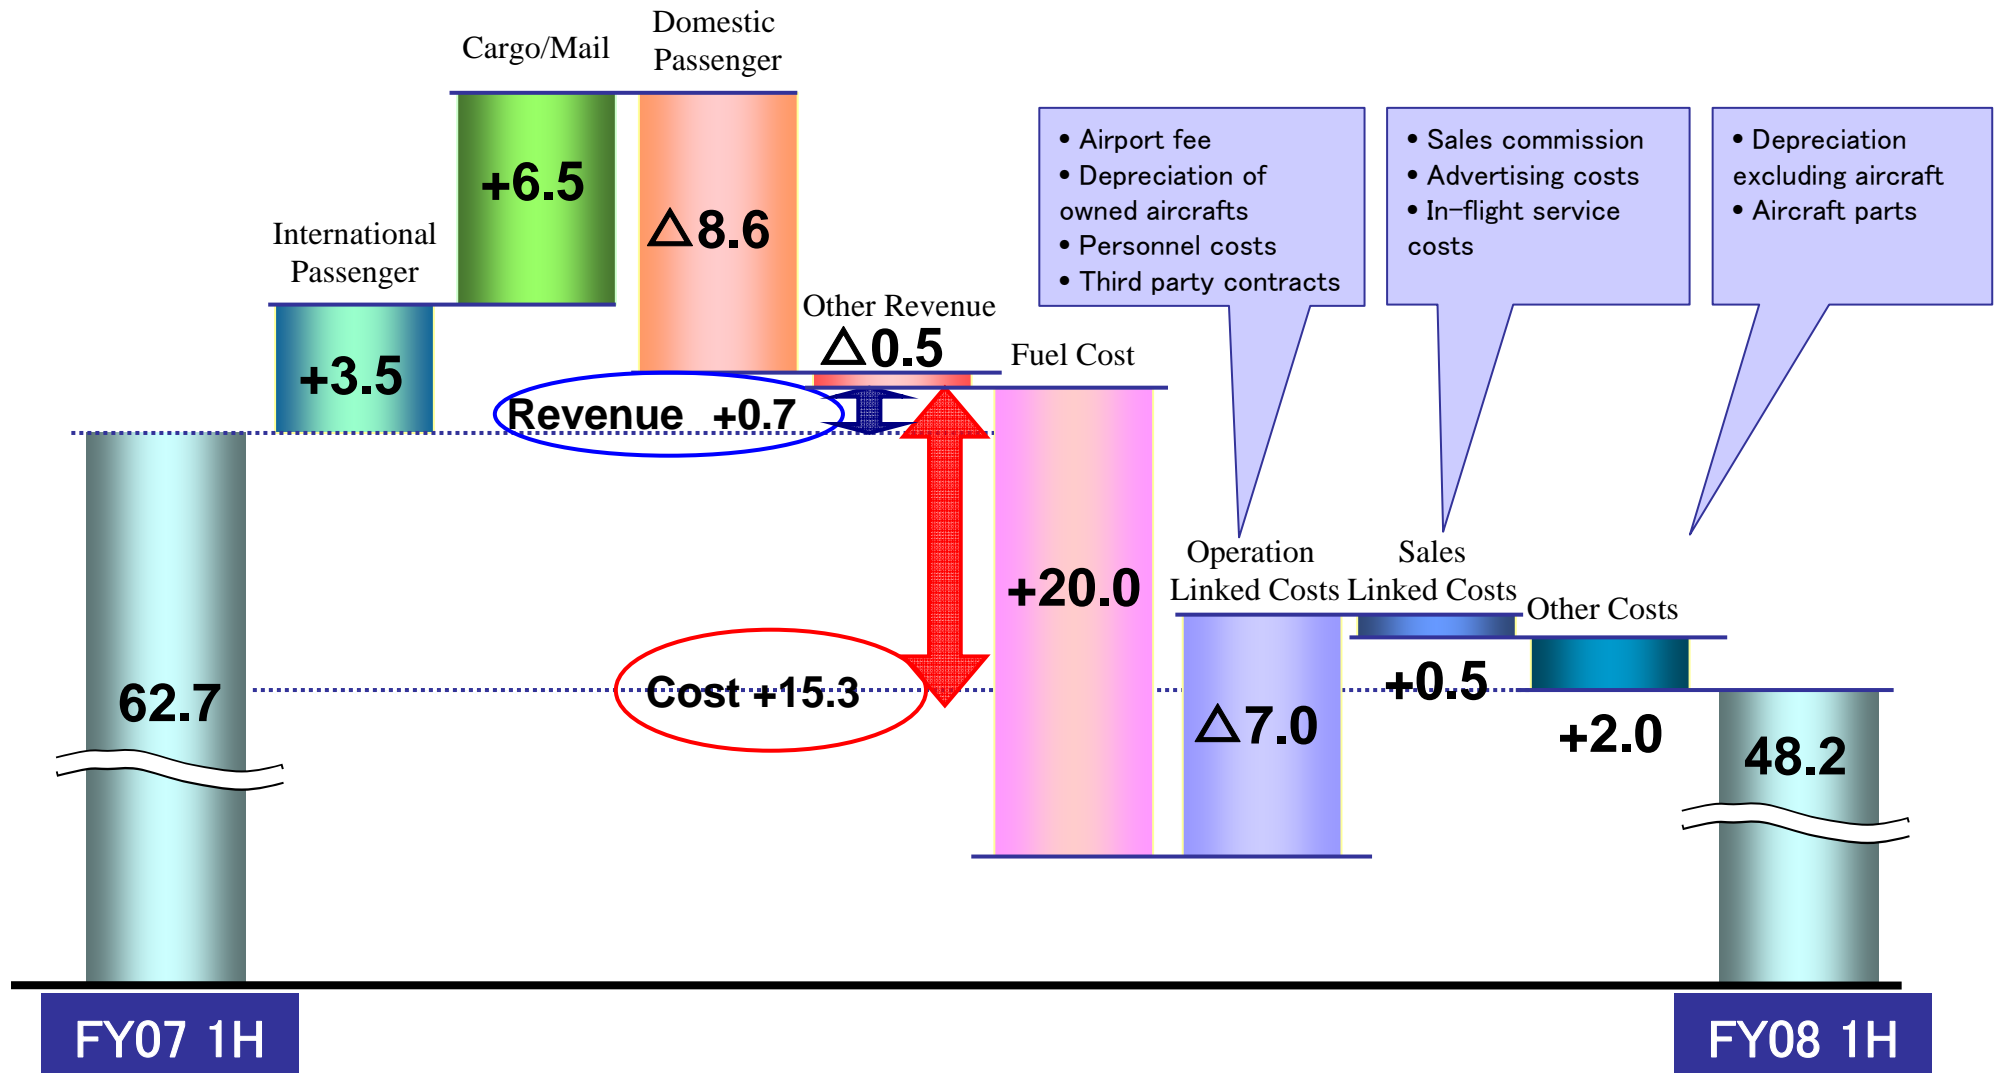 Cargo/Mail
Domestic
Passenger
+6.5
△8.6
International
Passenger
+3.5
Other Revenue
△0.5
Fuel Cost
Revenue +0.7
• Airport fee
• Depreciation of
owned aircrafts
• Personnel costs
• Third party contracts
• Sales commission
• Advertising costs
• In-flight service
costs
• Depreciation
excluding aircraft
• Aircraft parts
+20.0
Operation
Linked Costs
Sales
Linked Costs
Other Costs
62.7
Cost +15.3
△7.0
+0.5
+2.0
48.2
FY07 1H
FY08 1H